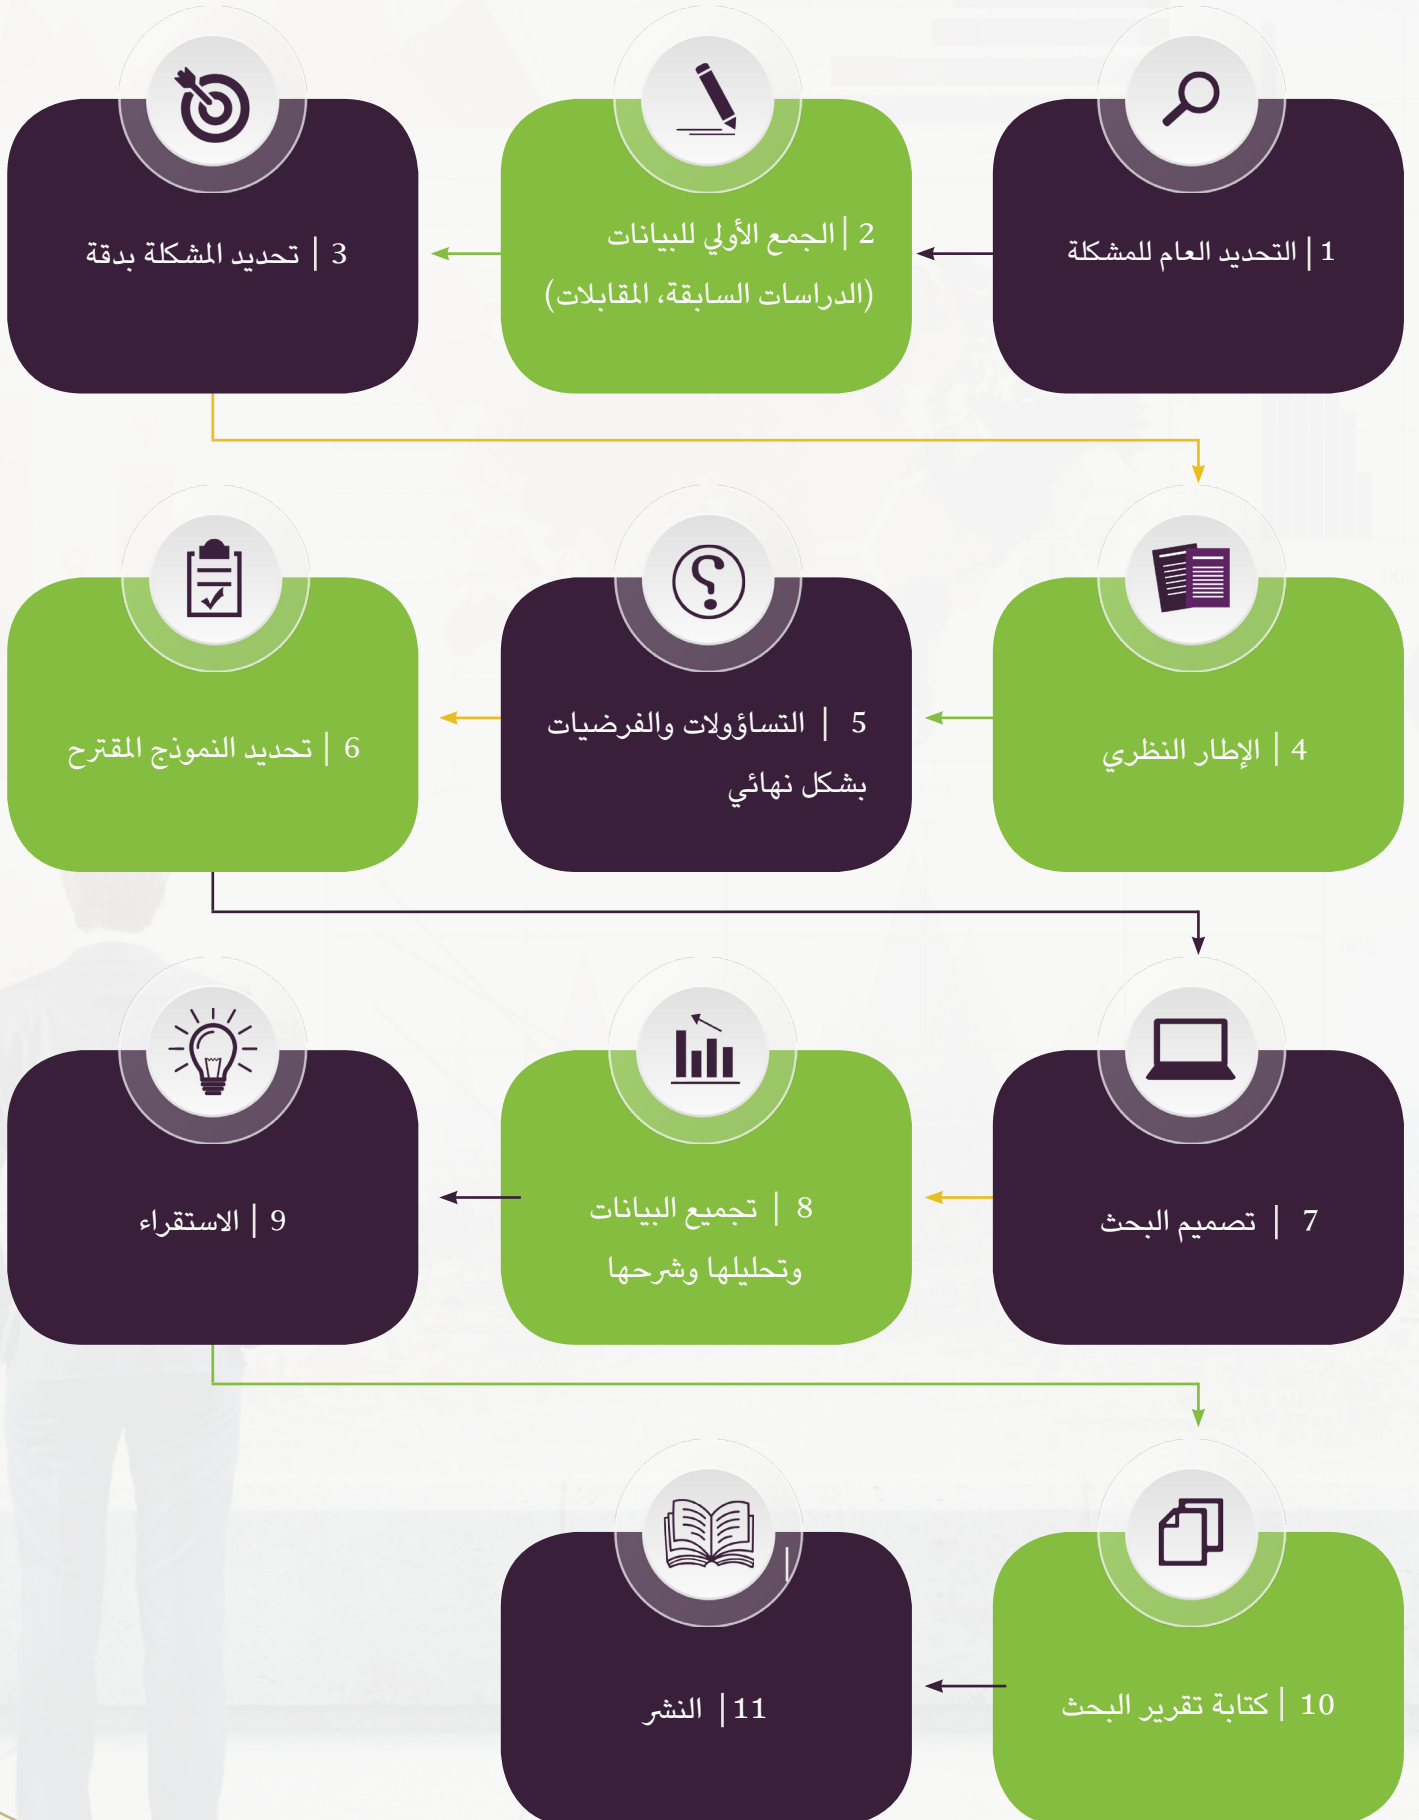 1 | التحديد العام للمشكلة
2 | الجمع الأولي للبيانات
(الدراسات السابقة، المقابلات)
3 | تحديد المشكلة بدقة
4 | الإطار النظري
5 | التساؤولات والفرضيات
بشكل نهائي
6 | تحديد النموذج المقترح
7 | تصميم البحث
8 | تجميع البيانات
وتحليلها وشرحها
9 | الاستقراء
10 | كتابة تقرير البحث
11 | النشر